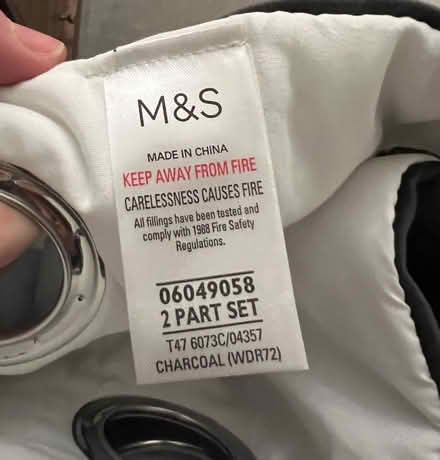 M&S
MADE IN CHINA
KEEP AWAY FROM FIRE
CARELESSNESS CAUSES FIRE
All fillings have been tested and
comply with 1988 Fire Safety
Regulations.
06049058
2 PART SET
T47 6073C/04357
CHARCOAL (WDR72)